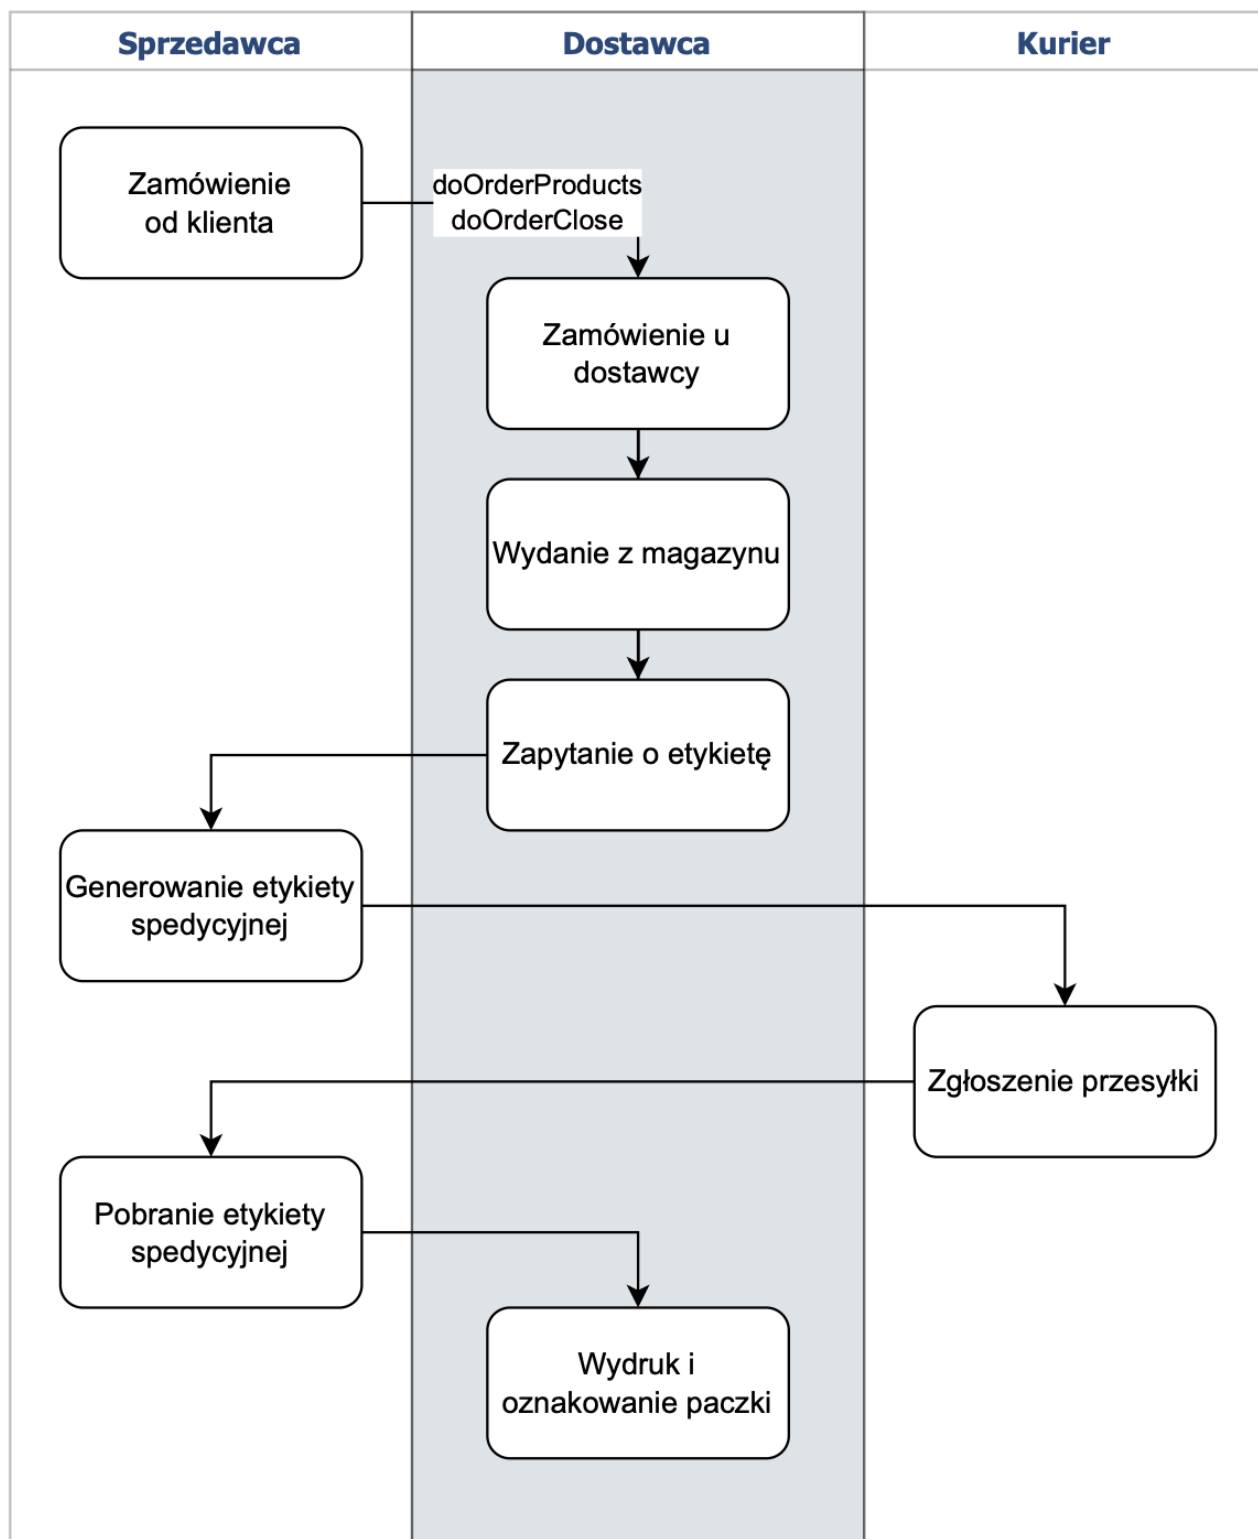 Sprzedawca
Dostawca
Kurier
Zamówienie
od klienta
doOrderProducts
doOrderClose
Zamówienie u
dostawcy
Wydanie z magazynu
Zapytanie o etykietę
Generowanie etykiety
spedycyjnej
Zgłoszenie przesyłki
Pobranie etykiety
spedycyjnej
Wydruk i
oznakowanie paczki